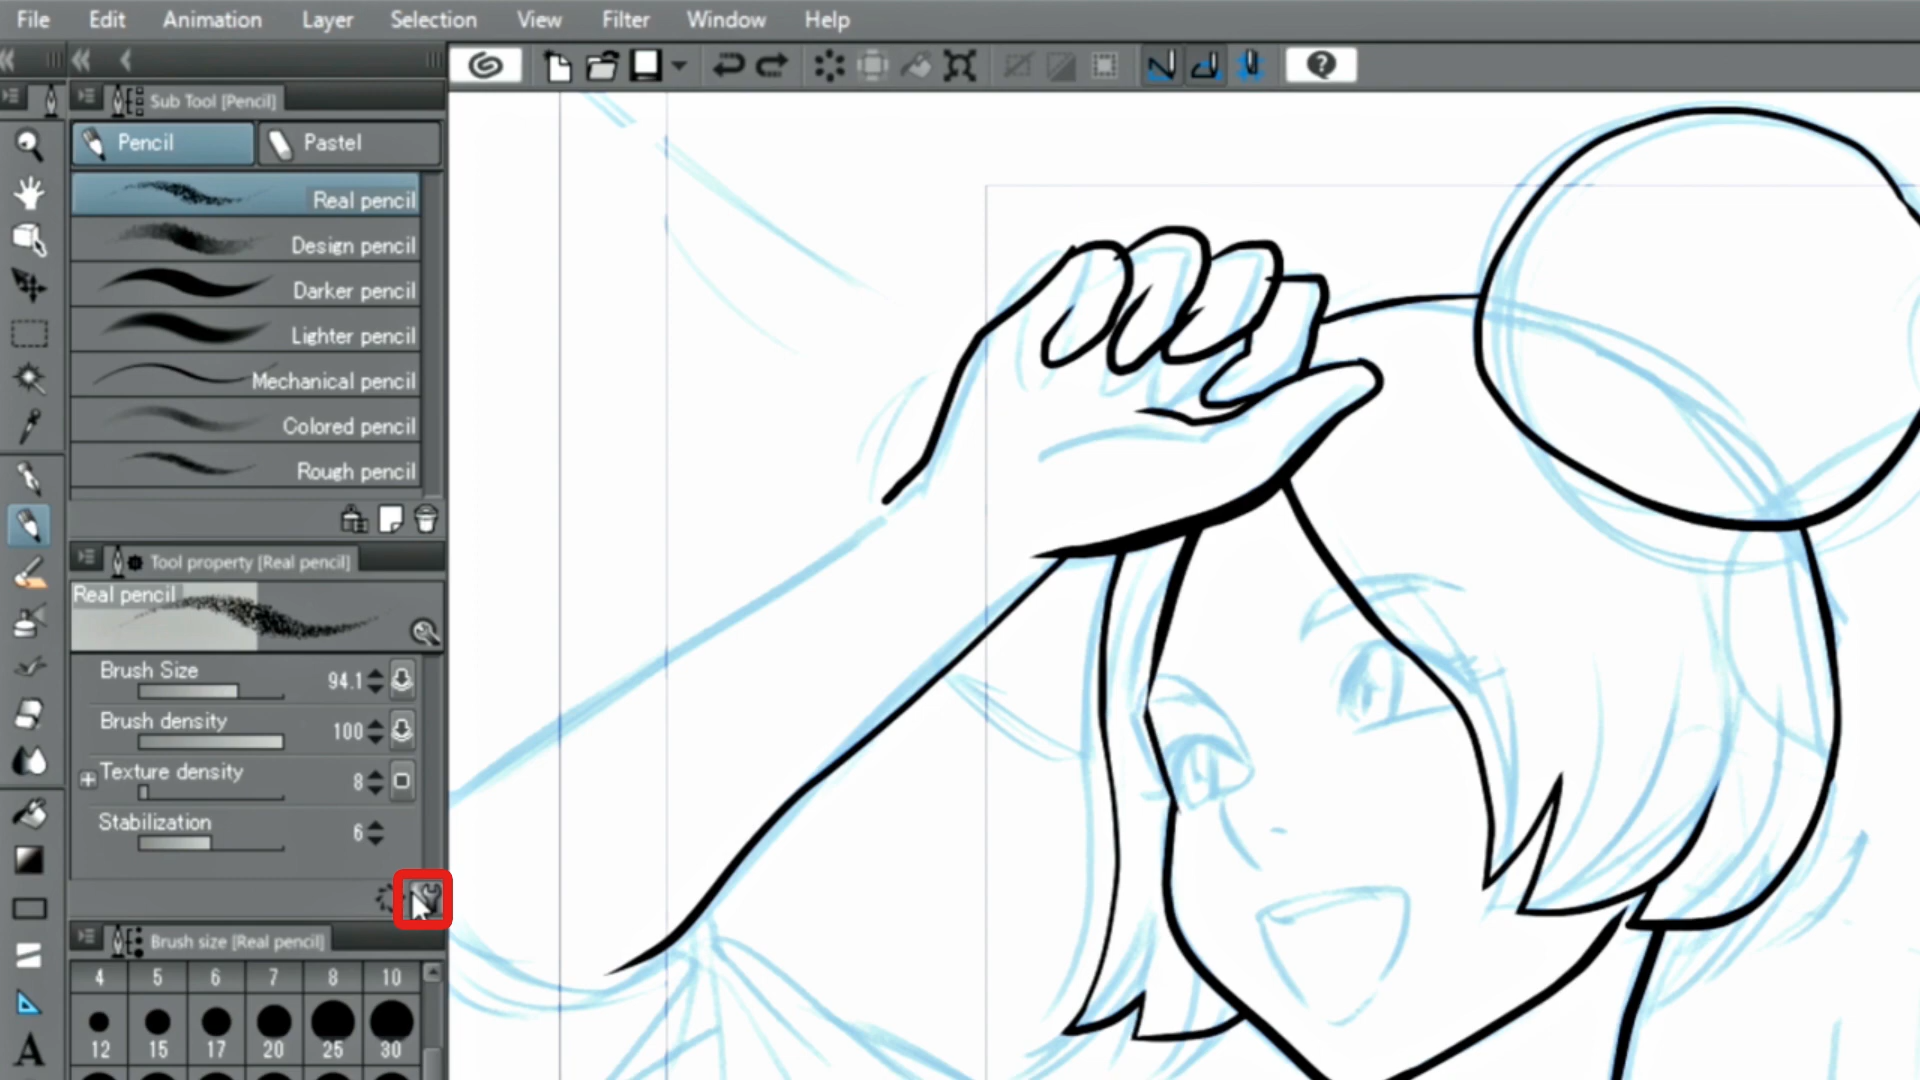 File Edit Animation Layer Selection View Filter Window Help
Sub Tool [Pencil]
Pencil Pastel
Real pencil
Design pencil
Darker pencil
Lighter pencil
Mechanical pencil
Colored pencil
Rough pencil
Tool property [Real pencil]
Real pencil
Brush Size 94.1
Brush density 100
Texture density 8
Stabilization 6
Brush size [Real pencil]
4 5 6 7 8 10
12 15 17 20 25 30
A